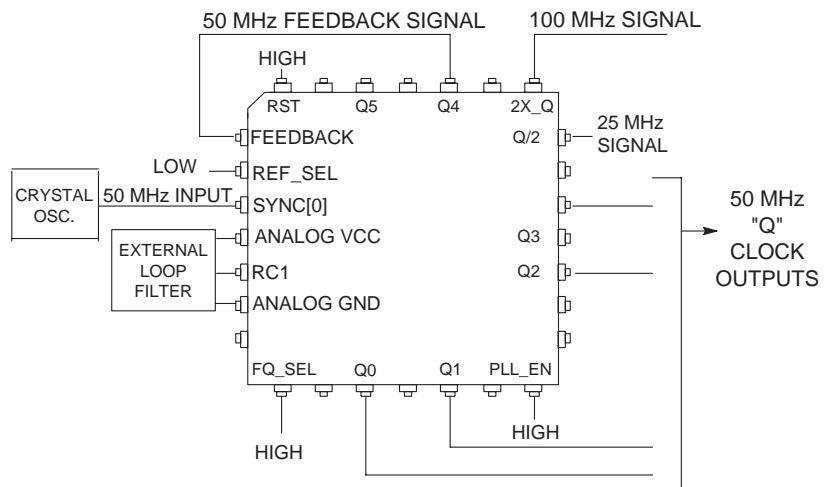 50 MHz FEEDBACK SIGNAL
100 MHz SIGNAL
HIGH
RST
Q5
Q4
2X_Q
FEEDBACK
Q/2
25 MHz
SIGNAL
LOW
REF_SEL
CRYSTAL
OSC.
50 MHz INPUT
SYNC[0]
50 MHz
"Q"
CLOCK
OUTPUTS
ANALOG VCC
Q3
EXTERNAL
LOOP
FILTER
RC1
Q2
ANALOG GND
FQ_SEL
Q0
Q1
PLL_EN
HIGH
HIGH